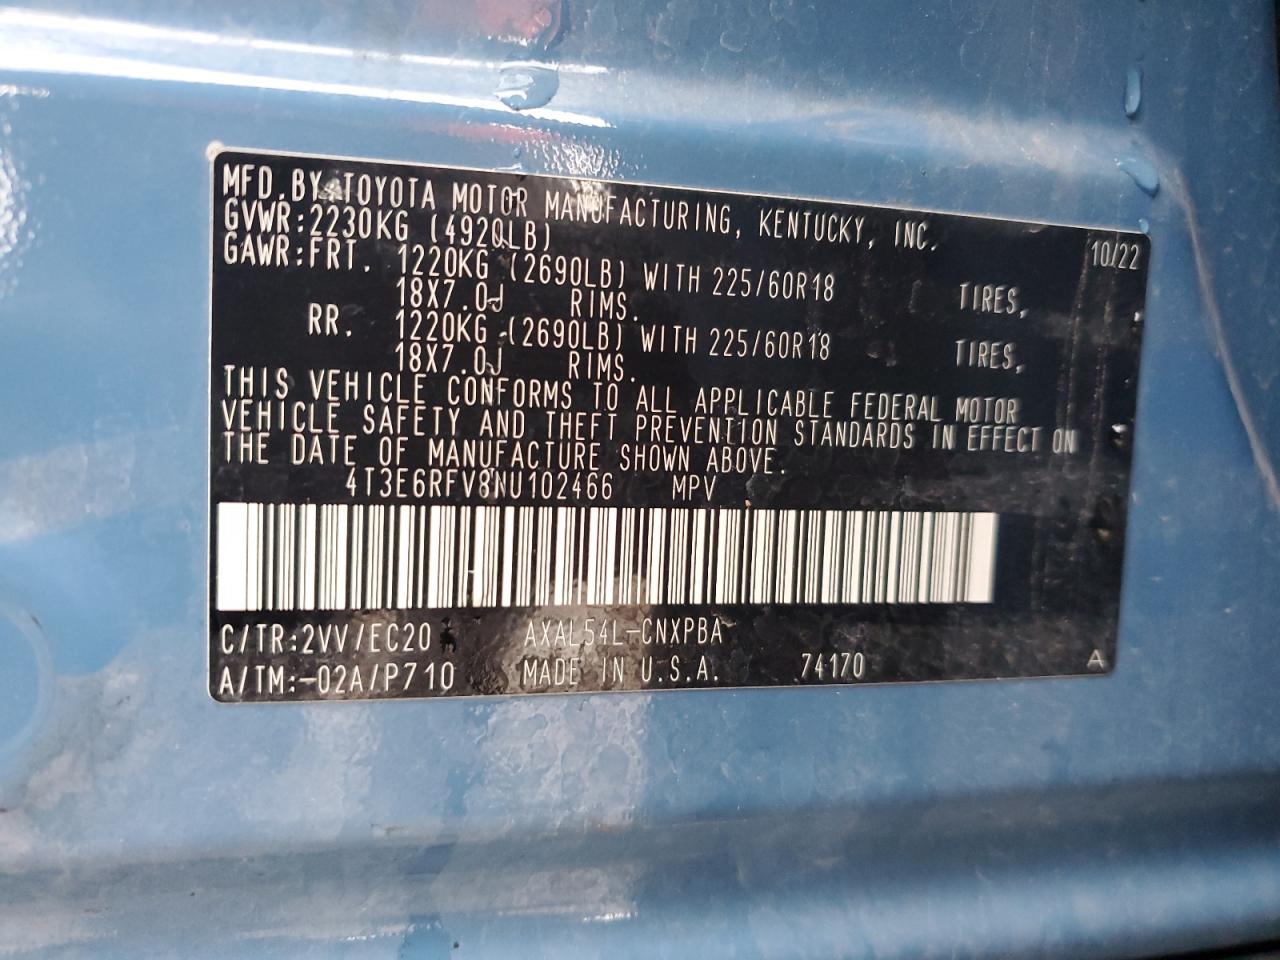 MFD.BY TOYOTA MOTOR MANUFACTURING, KENTUCKY, INC.
GVWR:2230KG (4920LB) 10/22
GAWR:FRT. 1220KG (2690LB) WITH 225/60R18 TIRES,
18X7.0J RIMS.
RR. 1220KG (2690LB) WITH 225/60R18 TIRES,
18X7.0J RIMS.
THIS VEHICLE CONFORMS TO ALL APPLICABLE FEDERAL MOTOR
VEHICLE SAFETY AND THEFT PREVENTION STANDARDS IN EFFECT ON
THE DATE OF MANUFACTURE SHOWN ABOVE.
4T3E6RFV8NU102466 MPV
C/TR:2VV/EC20 AXAL54L-CNXPBA
A/TM:-02A/P710 MADE IN U.S.A. 74170 A